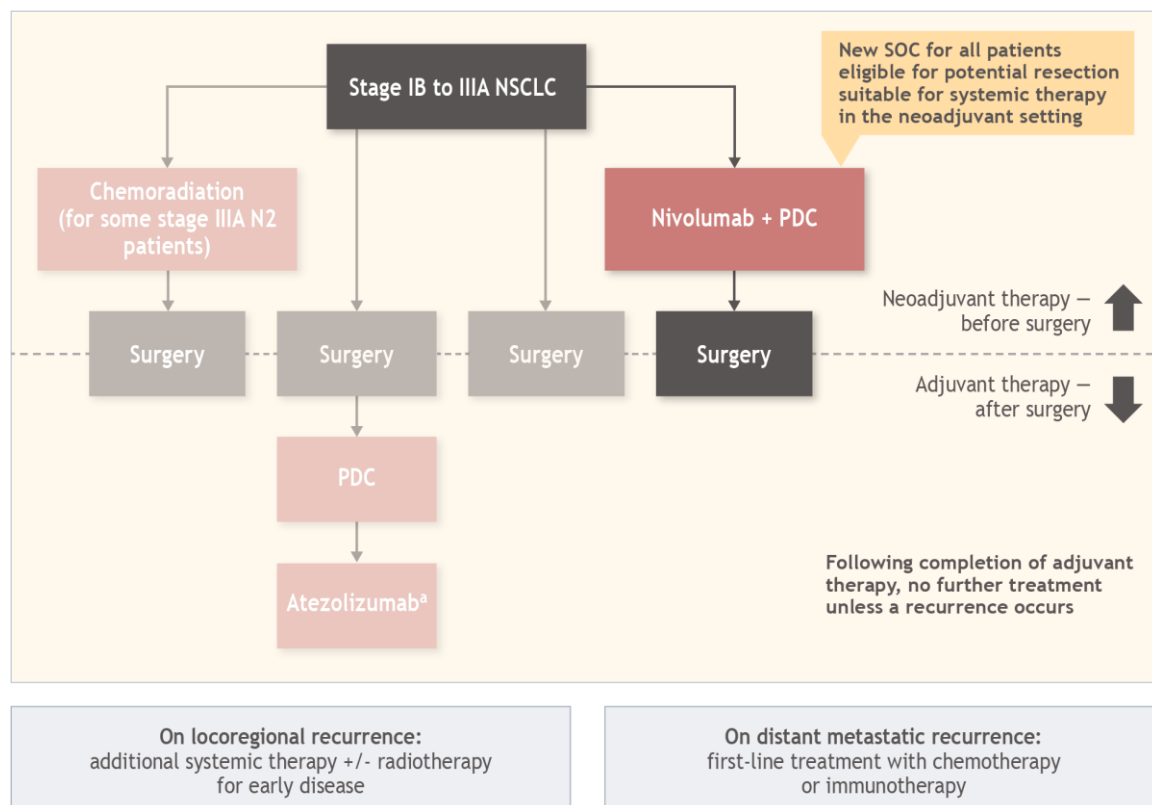 Stage IB to IIIA NSCLC
New SOC for all patients
eligible for potential resection
suitable for systemic therapy
in the neoadjuvant setting
Chemoradiation
(for some stage IIIA N2
patients)
Nivolumab + PDC
Neoadjuvant therapy –
before surgery
Surgery
Surgery
Surgery
Surgery
Adjuvant therapy –
after surgery
PDC
Atezolizumabᵃ
Following completion of adjuvant
therapy, no further treatment
unless a recurrence occurs
On locoregional recurrence:
additional systemic therapy +/- radiotherapy
for early disease
On distant metastatic recurrence:
first-line treatment with chemotherapy
or immunotherapy